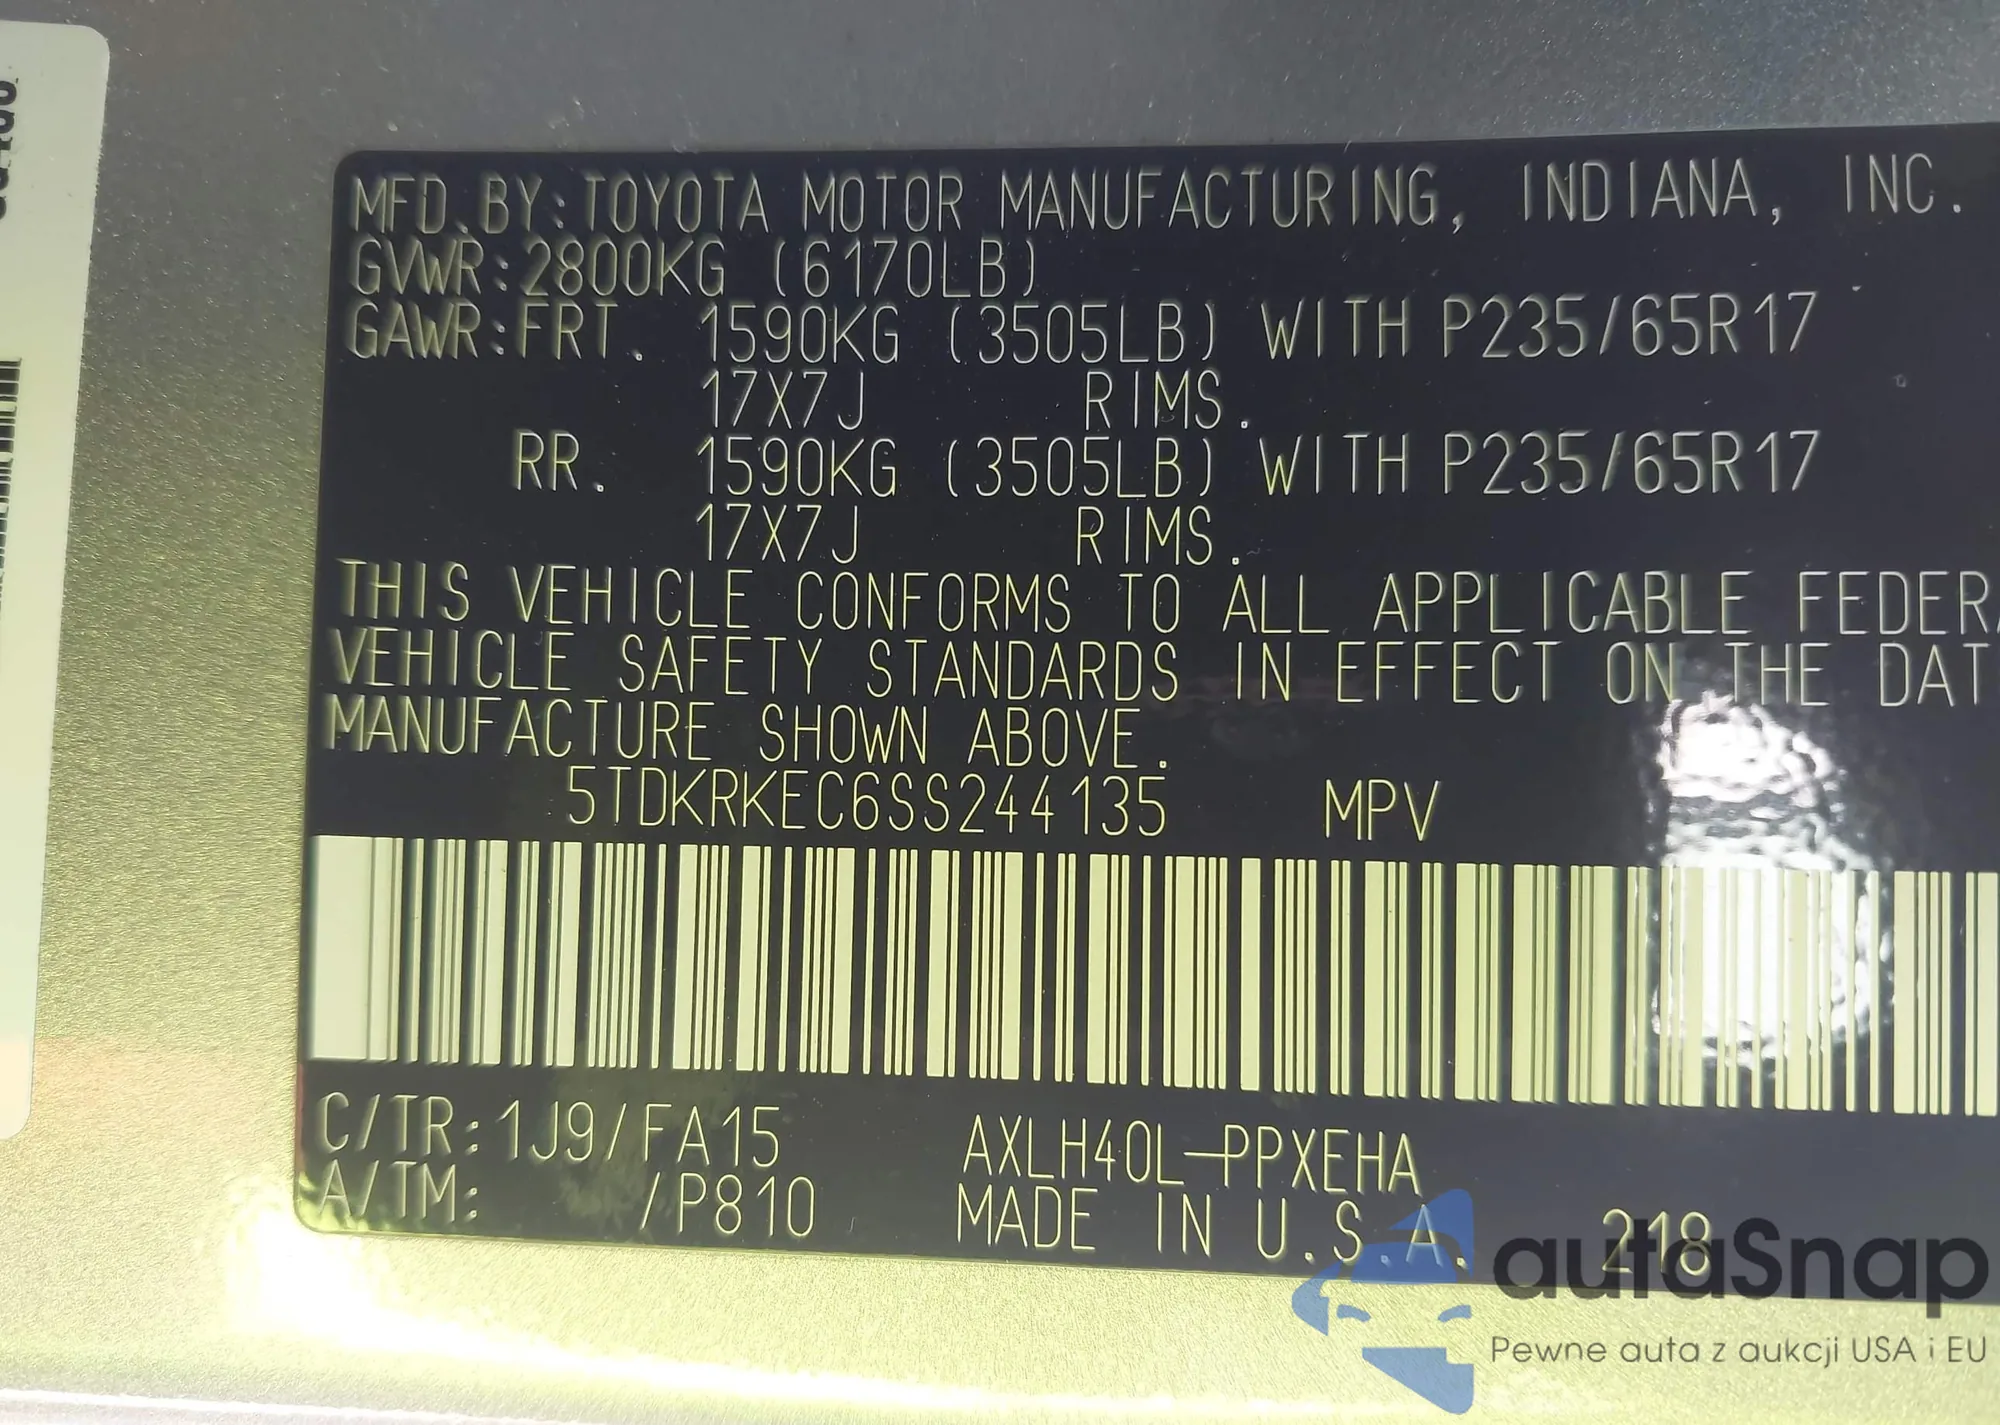 MFD.BY:TOYOTA MOTOR MANUFACTURING, INDIANA, INC.
GVWR:2800KG (6170LB)
GAWR:FRT. 1590KG (3505LB) WITH P235/65R17
17X7J RIMS.
RR. 1590KG (3505LB) WITH P235/65R17
17X7J RIMS.
THIS VEHICLE CONFORMS TO ALL APPLICABLE FEDERA
VEHICLE SAFETY STANDARDS IN EFFECT ON THE DAT
MANUFACTURE SHOWN ABOVE.
5TDKRKEC6SS244135 MPV
C/TR:1J9/FA15 AXLH40L-PPXEHA
A/TM: /P810 MADE IN U.S.A. 218
autaSnap
Pewne auta z aukcji USA i EU